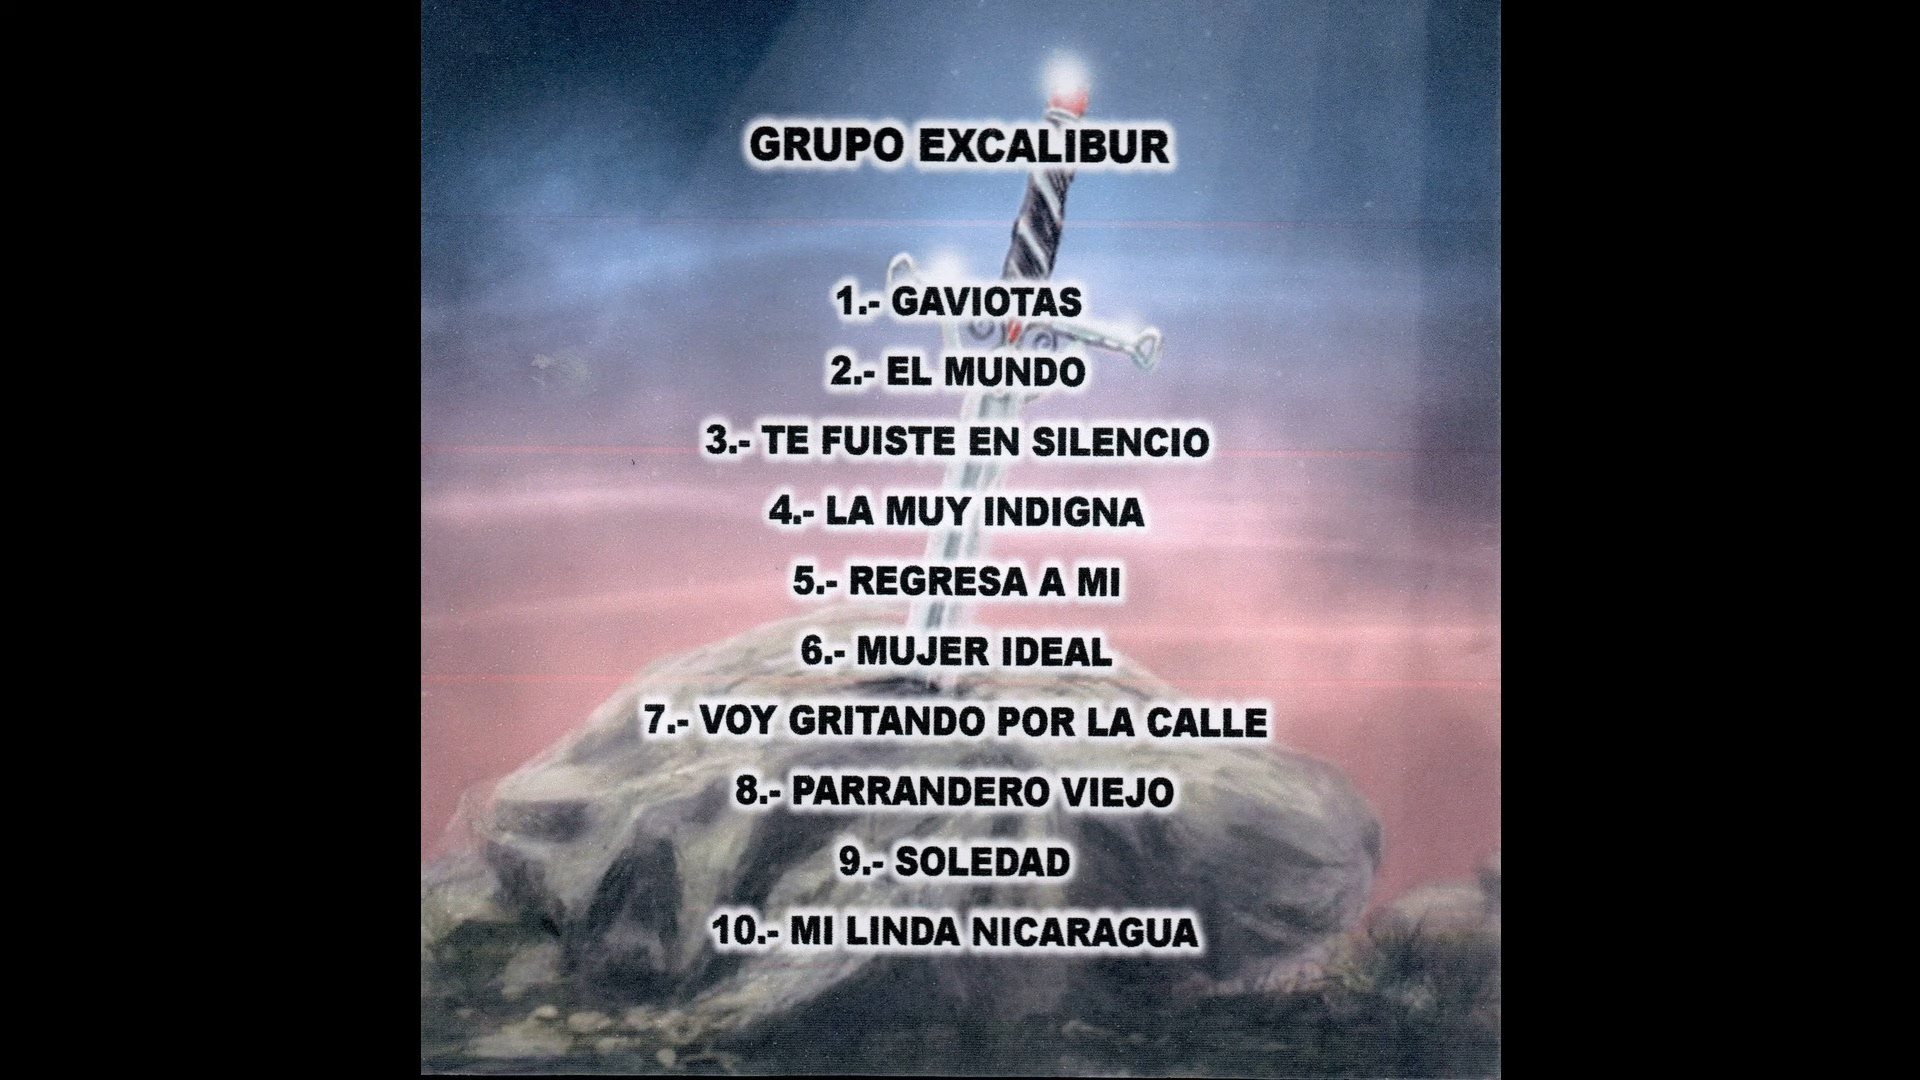 GRUPO EXCALIBUR
1.- GAVIOTAS
2.- EL MUNDO
3.- TE FUISTE EN SILENCIO
4.- LA MUY INDIGNA
5.- REGRESA A MI
6.- MUJER IDEAL
7.- VOY GRITANDO POR LA CALLE
8.- PARRANDERO VIEJO
9.- SOLEDAD
10.- MI LINDA NICARAGUA